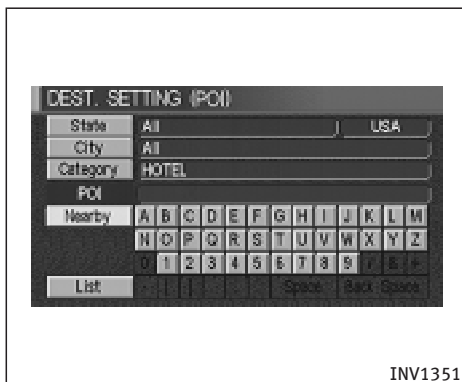 DEST. SETTING (POI)
State All USA
City All
Category HOTEL
POI
Nearby A B C D E F G H I J K L M
N O P Q R S T U V W X Y Z
0 1 2 3 4 5 6 7 8 9 & +
List - Space Back Space
INV1351